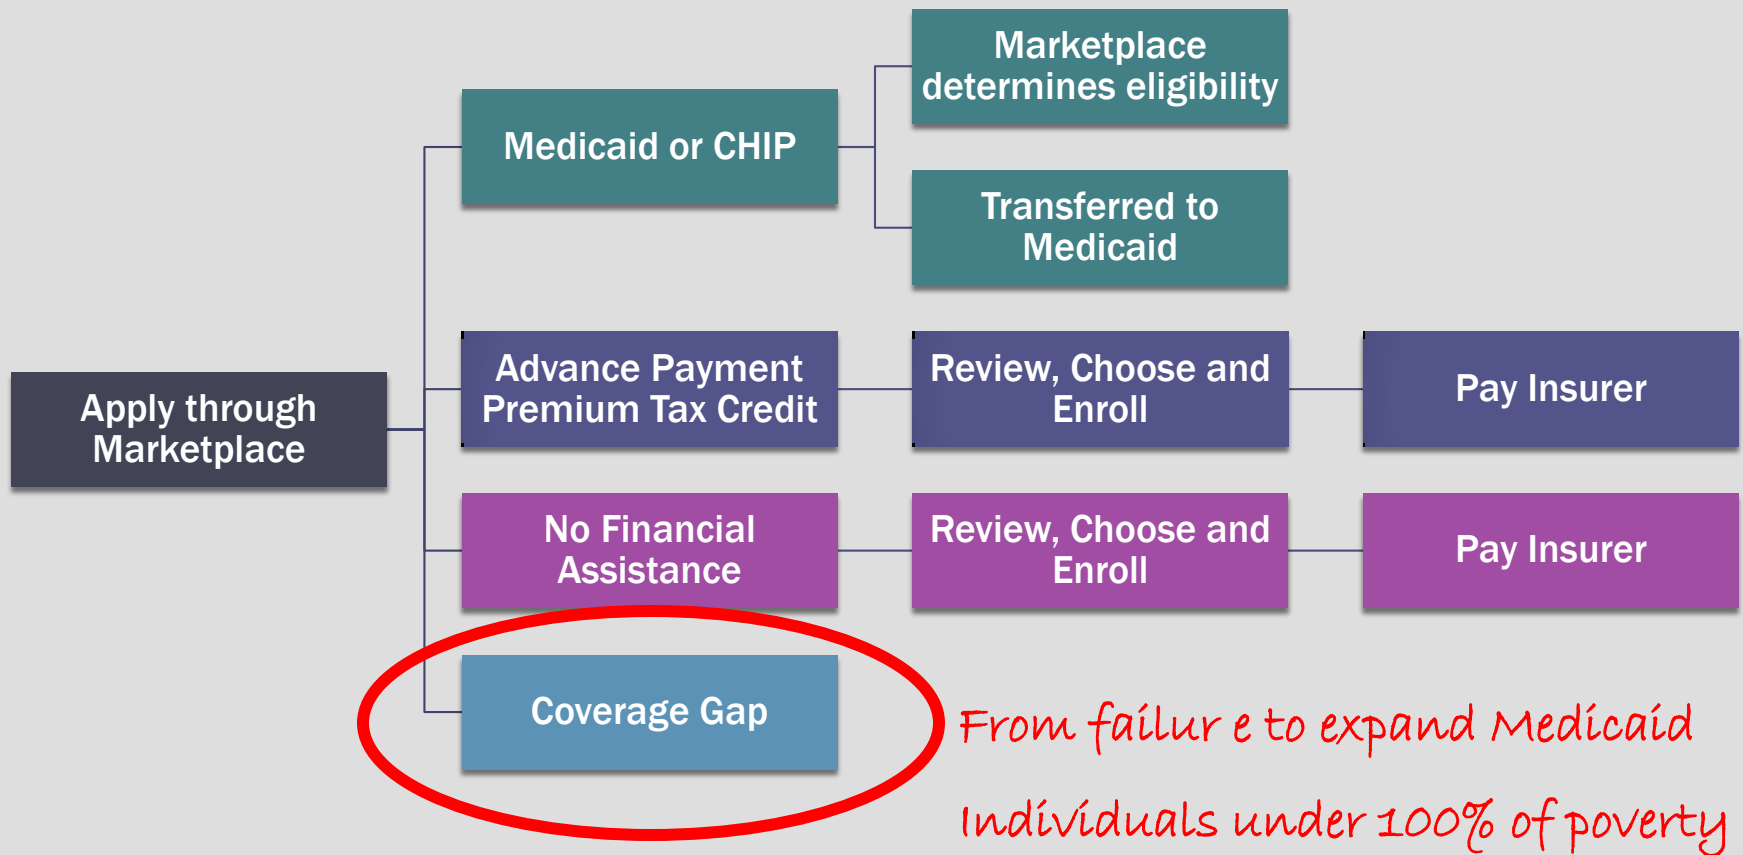 Apply through
Marketplace
Medicaid or CHIP
Marketplace
determines eligibility
Transferred to
Medicaid
Advance Payment
Premium Tax Credit
Review, Choose and
Enroll
Pay Insurer
No Financial
Assistance
Review, Choose and
Enroll
Pay Insurer
Coverage Gap
From failur e to expand Medicaid
Individuals under 100% of poverty